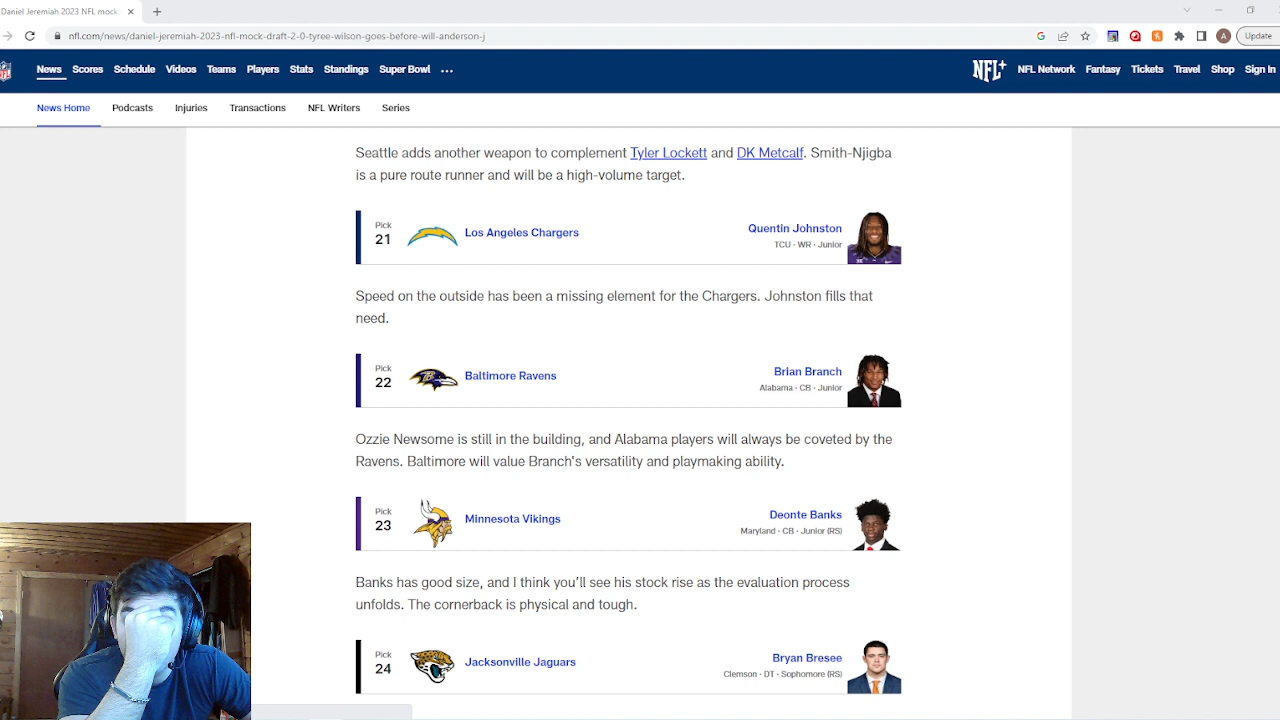 Daniel Jeremiah 2023 NFL mock
nfl.com/news/daniel-jeremiah-2023-nfl-mock-draft-2-0-tyree-wilson-goes-before-will-anderson-j
A
Update
NFL
News
Scores
Schedule
Videos
Teams
Players
Stats
Standings
Super Bowl
NFL+
NFL Network
Fantasy
Tickets
Travel
Shop
Sign In
News Home
Podcasts
Injuries
Transactions
NFL Writers
Series
Seattle adds another weapon to complement Tyler Lockett and DK Metcalf. Smith-Njigba
is a pure route runner and will be a high-volume target.
Pick
21
Los Angeles Chargers
Quentin Johnston
TCU · WR · Junior
Speed on the outside has been a missing element for the Chargers. Johnston fills that
need.
Pick
22
Baltimore Ravens
Brian Branch
Alabama · CB · Junior
Ozzie Newsome is still in the building, and Alabama players will always be coveted by the
Ravens. Baltimore will value Branch's versatility and playmaking ability.
Pick
23
Minnesota Vikings
Deonte Banks
Maryland · CB · Junior (RS)
Banks has good size, and I think you’ll see his stock rise as the evaluation process
unfolds. The cornerback is physical and tough.
Pick
24
Jacksonville Jaguars
Bryan Bresee
Clemson · DT · Sophomore (RS)